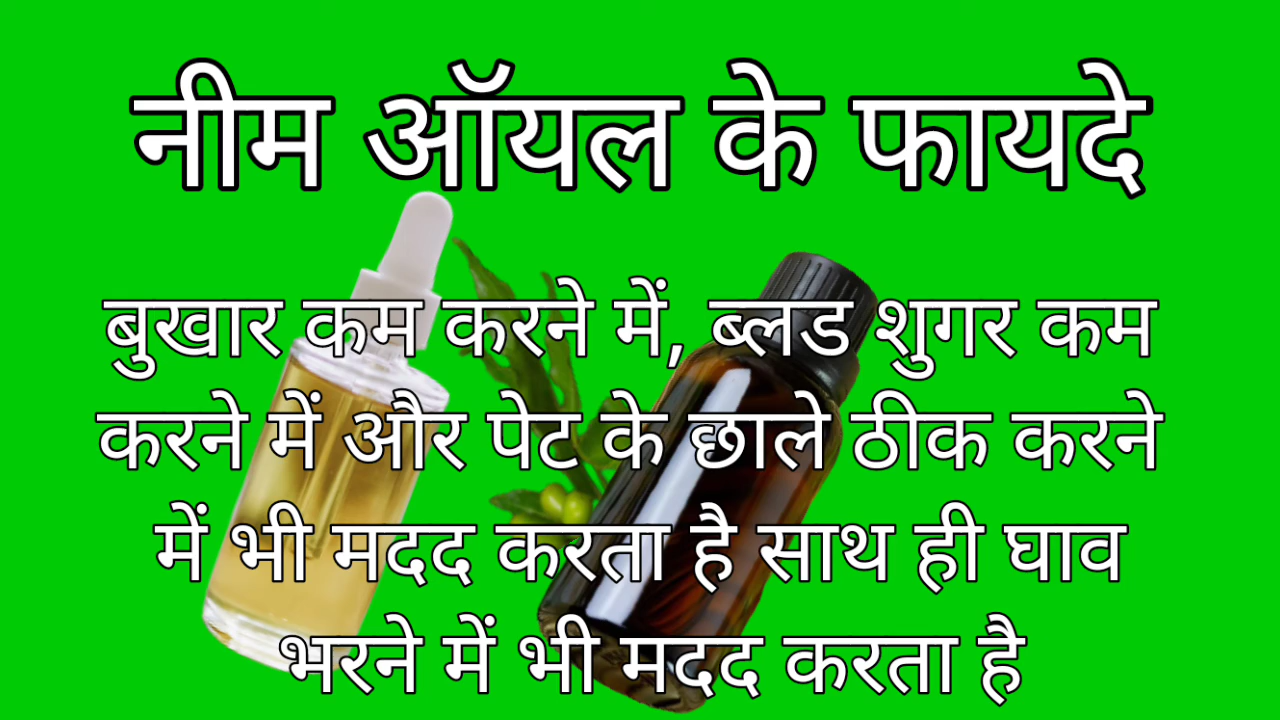 नीम ऑयल के फायदे
बुखार कम करने में, ब्लड शुगर कम
करने में और पेट के छाले ठीक करने
में भी मदद करता है साथ ही घाव
भरने में भी मदद करता है